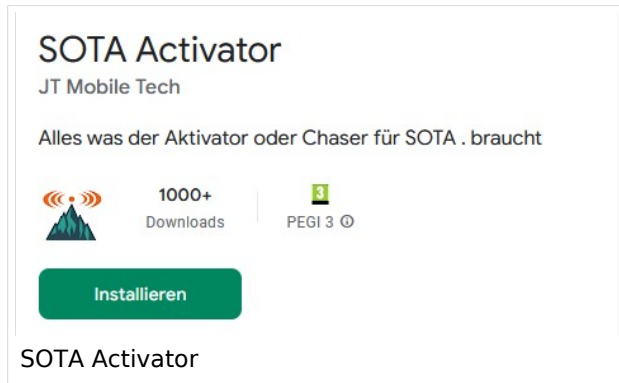 SOTA Activator
JT Mobile Tech
Alles was der Aktivator oder Chaser für SOTA . braucht
1000+
Downloads
3
PEGI 3 ⓘ
Installieren
SOTA Activator